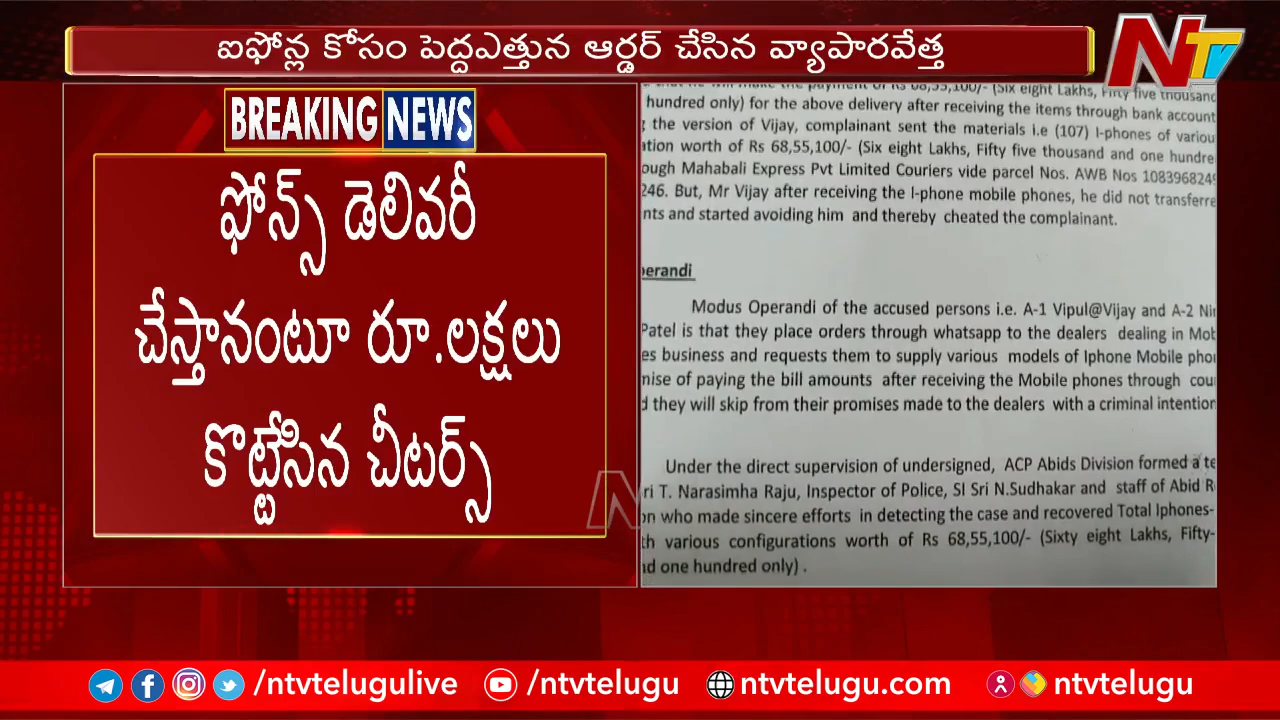 ఐఫోన్ల కోసం పెద్దఎత్తున ఆర్డర్ చేసిన వ్యాపారవేత్త
NTV
BREAKING NEWS
ఫోన్స్ డెలివరీ
చేస్తానంటూ రూ.లక్షలు
కొట్టేసిన చీటర్స్
hundred only) for the above delivery after receiving the items through bank account
the version of Vijay, complainant sent the materials i.e (107) I-phones of variou
ation worth of Rs 68,55,100/- (Six eight Lakhs, Fifty five thousand and one hundre
ough Mahabali Express Pvt Limited Couriers vide parcel Nos. AWB Nos 1083968249
246. But, Mr Vijay after receiving the I-phone mobile phones, he did not transferre
nts and started avoiding him and thereby cheated the complainant.
perandi
Modus Operandi of the accused persons i.e. A-1 Vipul@Vijay and A-2 Nir
Patel is that they place orders through whatsapp to the dealers dealing in Mob
es business and requests them to supply various models of Iphone Mobile phon
mise of paying the bill amounts after receiving the Mobile phones through cour
d they will skip from their promises made to the dealers with a criminal intention
Under the direct supervision of undersigned, ACP Abids Division formed a te
ri T. Narasimha Raju, Inspector of Police, SI Sri N.Sudhakar and staff of Abid R
on who made sincere efforts in detecting the case and recovered Total Iphones-
th various configurations worth of Rs 68,55,100/- (Sixty eight Lakhs, Fifty-
nd one hundred only) .
/ntvtelugulive /ntvtelugu ntvtelugu.com ntvtelugu